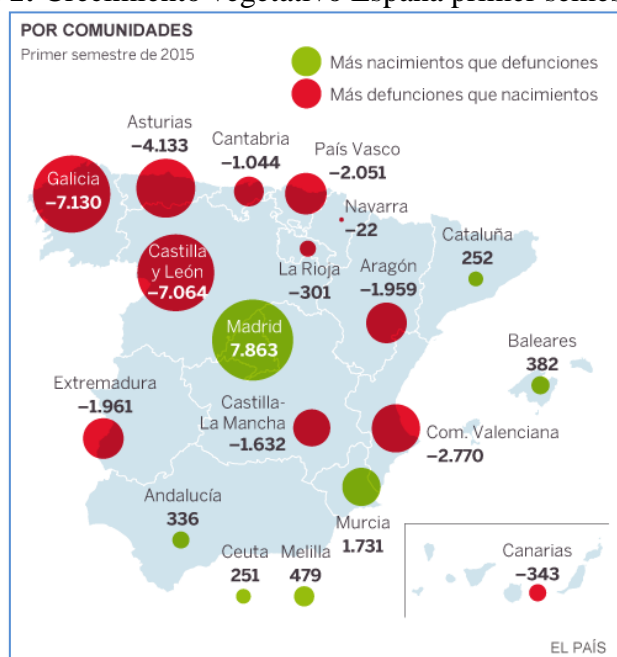 POR COMUNIDADES
Primer semestre de 2015
Más nacimientos que defunciones
Más defunciones que nacimientos
Asturias
–4.133
Cantabria
–1.044
País Vasco
–2.051
Galicia
–7.130
Navarra
–22
Cataluña
252
Castilla
y León
–7.064
La Rioja
–301
Aragón
–1.959
Madrid
7.863
Baleares
382
Extremadura
–1.961
Castilla-
La Mancha
–1.632
Com. Valenciana
–2.770
Andalucía
336
Murcia
1.731
Ceuta
251
Melilla
479
Canarias
–343
EL PAÍS